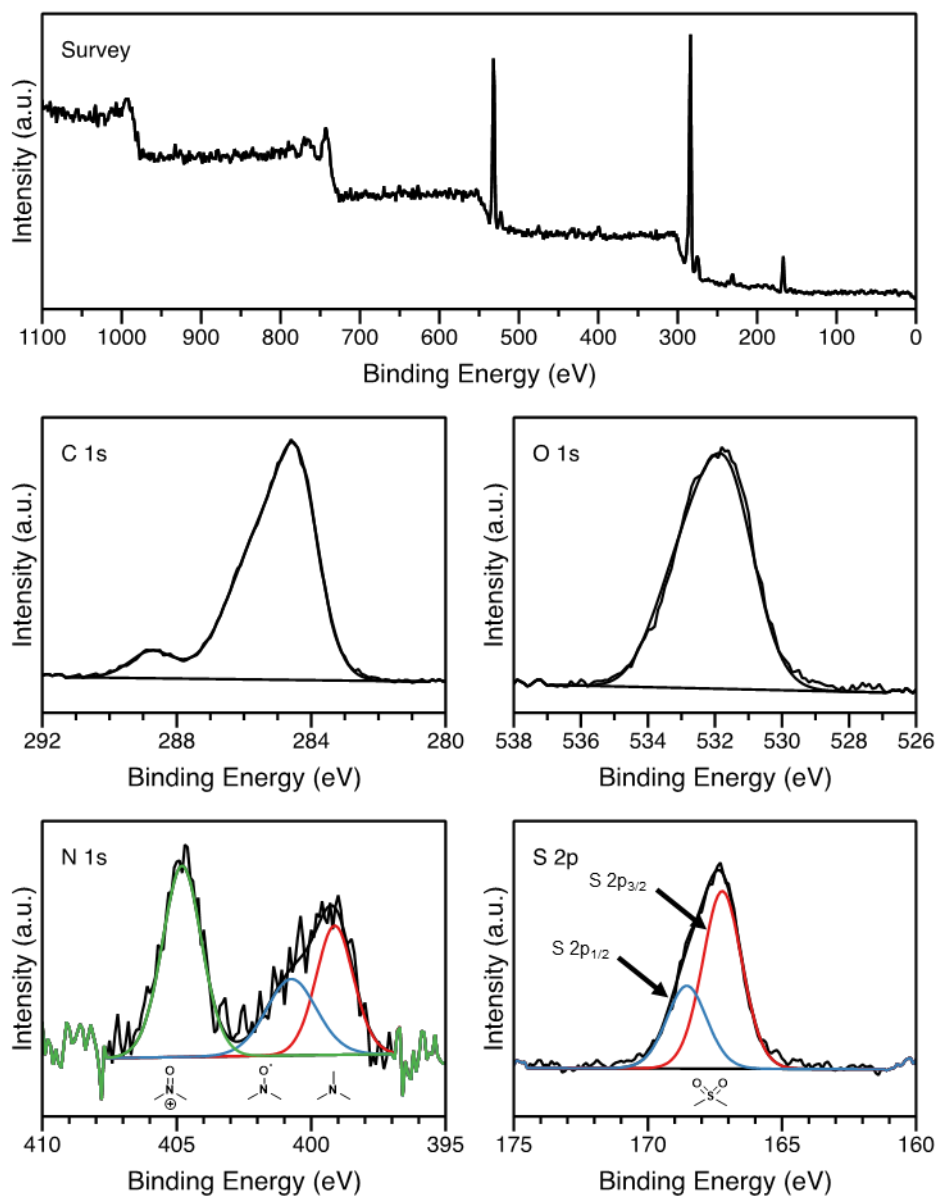 Survey
Intensity (a.u.)
1100 1000 900 800 700 600 500 400 300 200 100 0
Binding Energy (eV)
C 1s
Intensity (a.u.)
292 288 284 280
Binding Energy (eV)
O 1s
Intensity (a.u.)
538 536 534 532 530 528 526
Binding Energy (eV)
N 1s
Intensity (a.u.)
O
N
⊕
O˙
N
N
410 405 400 395
Binding Energy (eV)
S 2p
S 2p₃/₂
S 2p₁/₂
Intensity (a.u.)
O O
S
175 170 165 160
Binding Energy (eV)